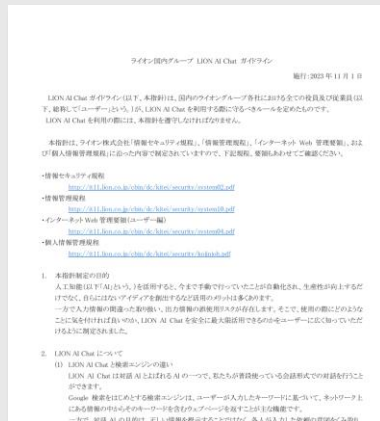 ライオン国内グループ LION AI Chat ガイドライン
施行：2023 年 11 月 1 日
LION AI Chat ガイドライン（以下、本指針）は、国内のライオングループ各社における全ての役員及び従業員（以
下、総称して「ユーザー」という。）が、LION AI Chat を利用する際に守るべきルールを定めたものです。
LION AI Chat を利用の際には、本指針を遵守しなければなりません。
本指針は、ライオン株式会社「情報セキュリティ規程」、「情報管理規程」、「インターネット Web 管理要領」、およ
び「個人情報管理規程」に沿った内容で制定されていますので、下記規程、要領もあわせてご確認ください。
・情報セキュリティ規程
・情報管理規程
・インターネット Web 管理要領（ユーザー編）
・個人情報管理規程
1. 本指針制定の目的
人工知能（以下「AI」という。）を活用すると、今まで手動で行っていたことが自動化され、生産性が向上するだ
けでなく、自らにはないアイディアを創出するなど活用のメリットは多くあります。
一方で入力情報の間違った取り扱い、出力情報の誤使用リスクが存在します。そこで、使用の際にどのような
ことに気を付ければ良いのか、LION AI Chat を安全に最大限活用できるのかをユーザーに広く知っていただ
けるように制定されました。
2. LION AI Chat について
(1) LION AI Chat と検索エンジンの違い
LION AI Chat は対話 AI とよばれる AI の一つで、私たちが普段使っている会話形式での対話を行うこと
ができます。
Google 検索をはじめとする検索エンジンは、ユーザーが入力したキーワードに基づいて、ネットワーク上
にある情報の中からそのキーワードを含むウェブページを返すことが主な機能です。